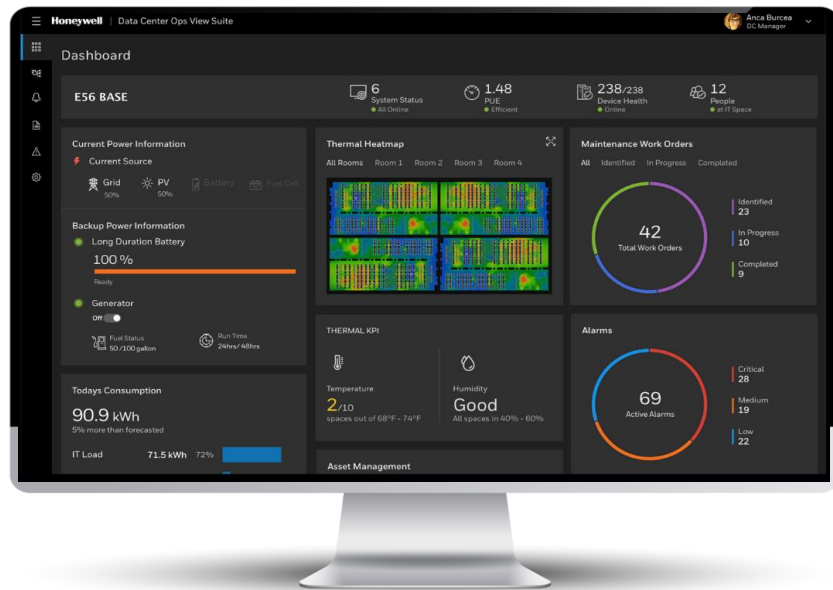 Honeywell | Data Center Ops View Suite
Anca Burcea
DC Manager
Dashboard
E56 BASE
6
System Status
All Online
1.48
PUE
Efficient
238/238
Device Health
Online
12
People
at IT Space
Current Power Information
Current Source
Grid
50%
PV
50%
Battery
Fuel Cell
Backup Power Information
Long Duration Battery
100 %
Ready
Generator
Off
Fuel Status
50 /100 gallon
Run Time
24hrs/ 48hrs
Todays Consumption
90.9 kWh
5% more than forecasted
IT Load 71.5 kWh 72%
Thermal Heatmap
All Rooms Room 1 Room 2 Room 3 Room 4
THERMAL KPI
Temperature
2/10
spaces out of 68°F - 74°F
Humidity
Good
All spaces in 40% - 60%
Asset Management
Maintenance Work Orders
All Identified In Progress Completed
42
Total Work Orders
Identified
23
In Progress
10
Completed
9
Alarms
69
Active Alarms
Critical
28
Medium
19
Low
22